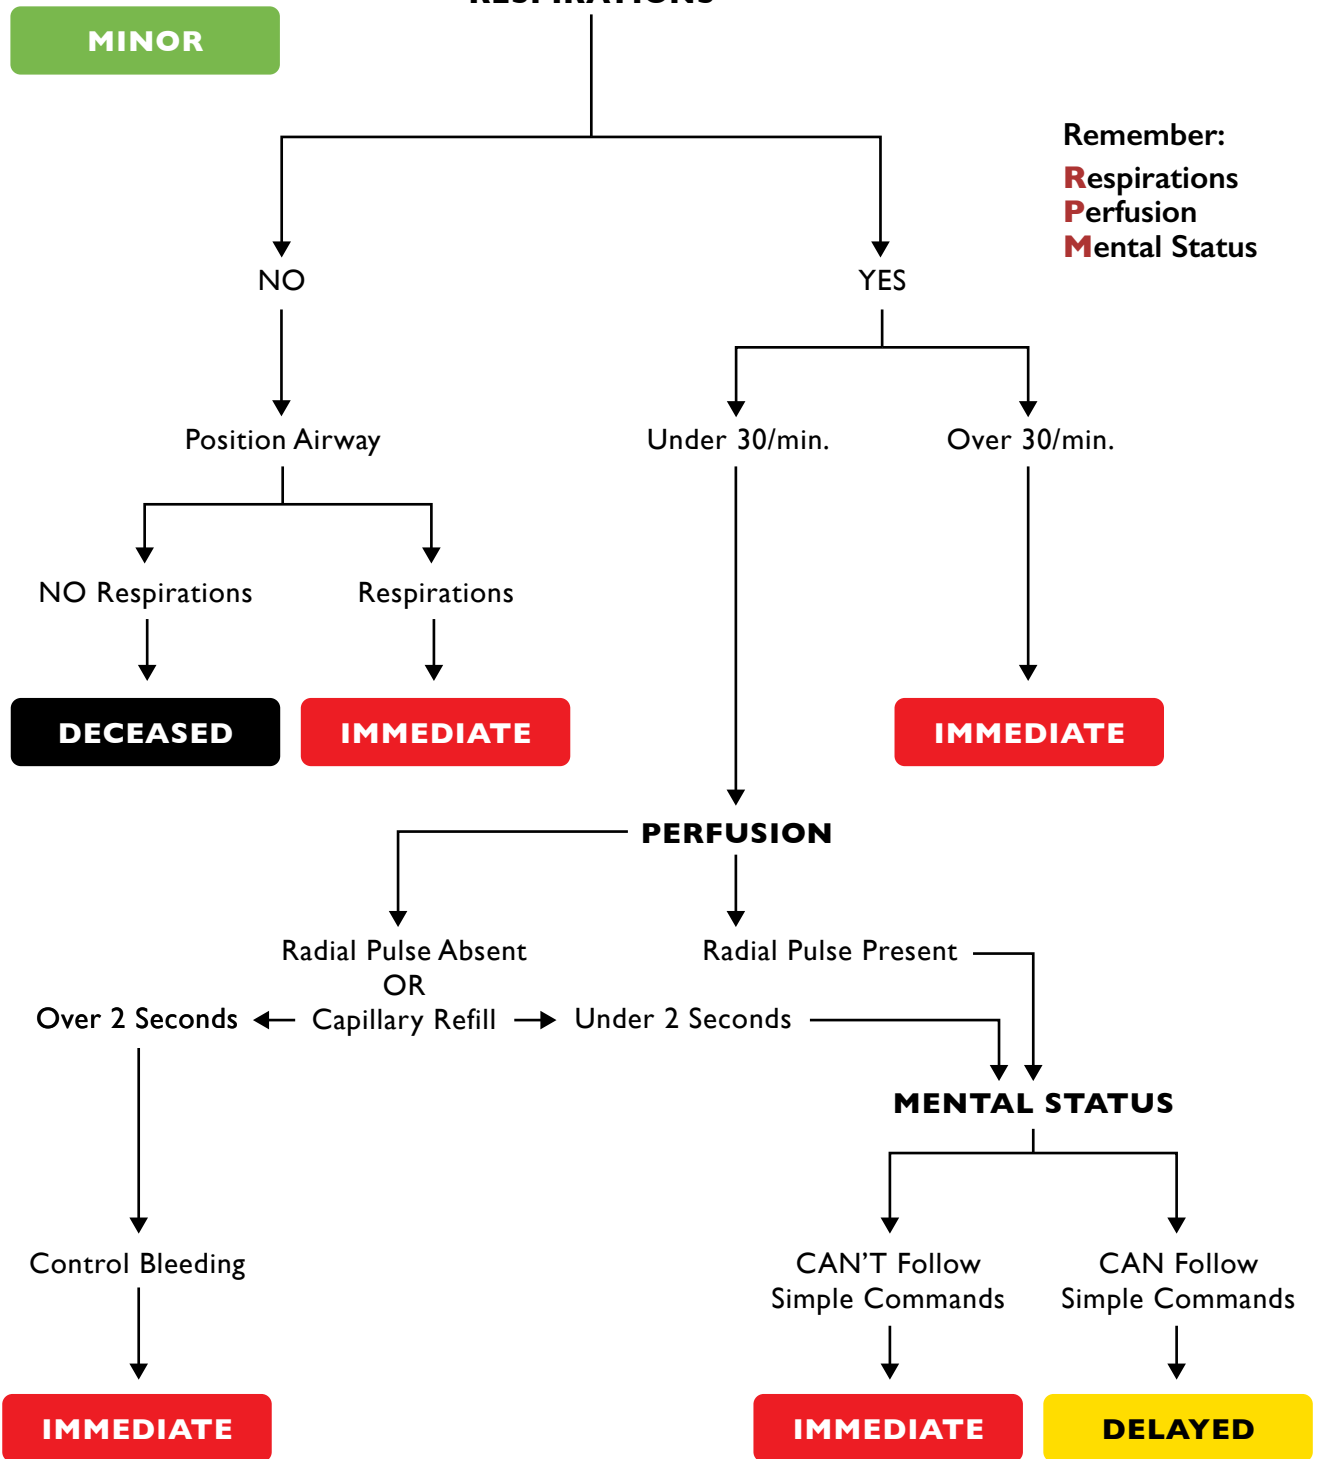 RESPIRATIONS
MINOR
Remember:
Respirations
Perfusion
Mental Status
NO
YES
Position Airway
Under 30/min.
Over 30/min.
NO Respirations
Respirations
DECEASED
IMMEDIATE
IMMEDIATE
PERFUSION
Radial Pulse Absent
OR
Capillary Refill
Radial Pulse Present
Over 2 Seconds
Under 2 Seconds
MENTAL STATUS
Control Bleeding
CAN'T Follow
Simple Commands
CAN Follow
Simple Commands
IMMEDIATE
IMMEDIATE
DELAYED